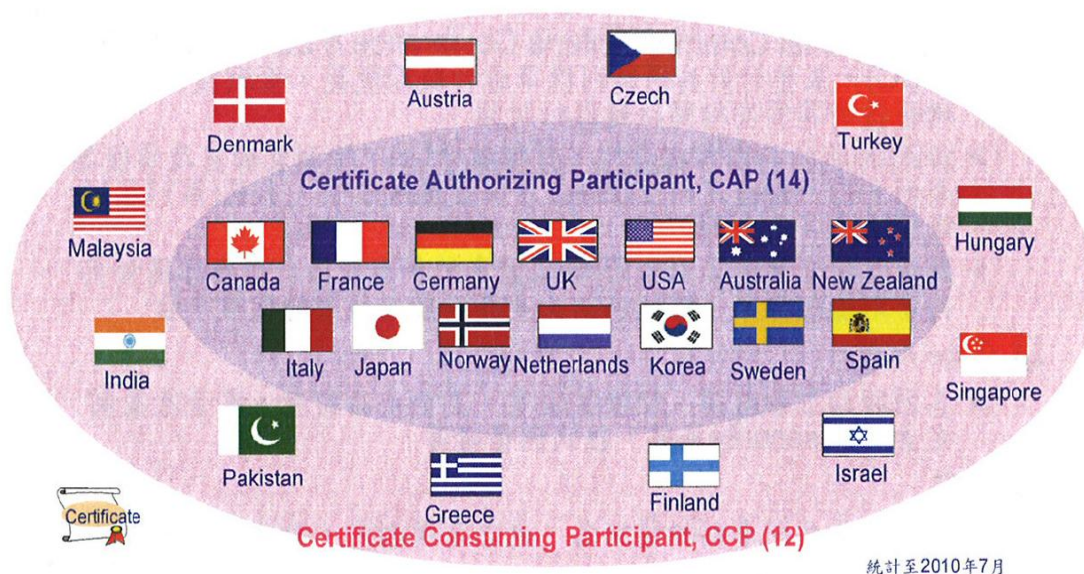 Austria
Czech
Denmark
Turkey
Certificate Authorizing Participant, CAP (14)
Malaysia
Hungary
Canada France Germany UK USA Australia New Zealand
Italy Japan Norway Netherlands Korea Sweden Spain
India
Singapore
Pakistan
Greece
Finland
Israel
Certificate
Certificate Consuming Participant, CCP (12)
統計至2010年7月